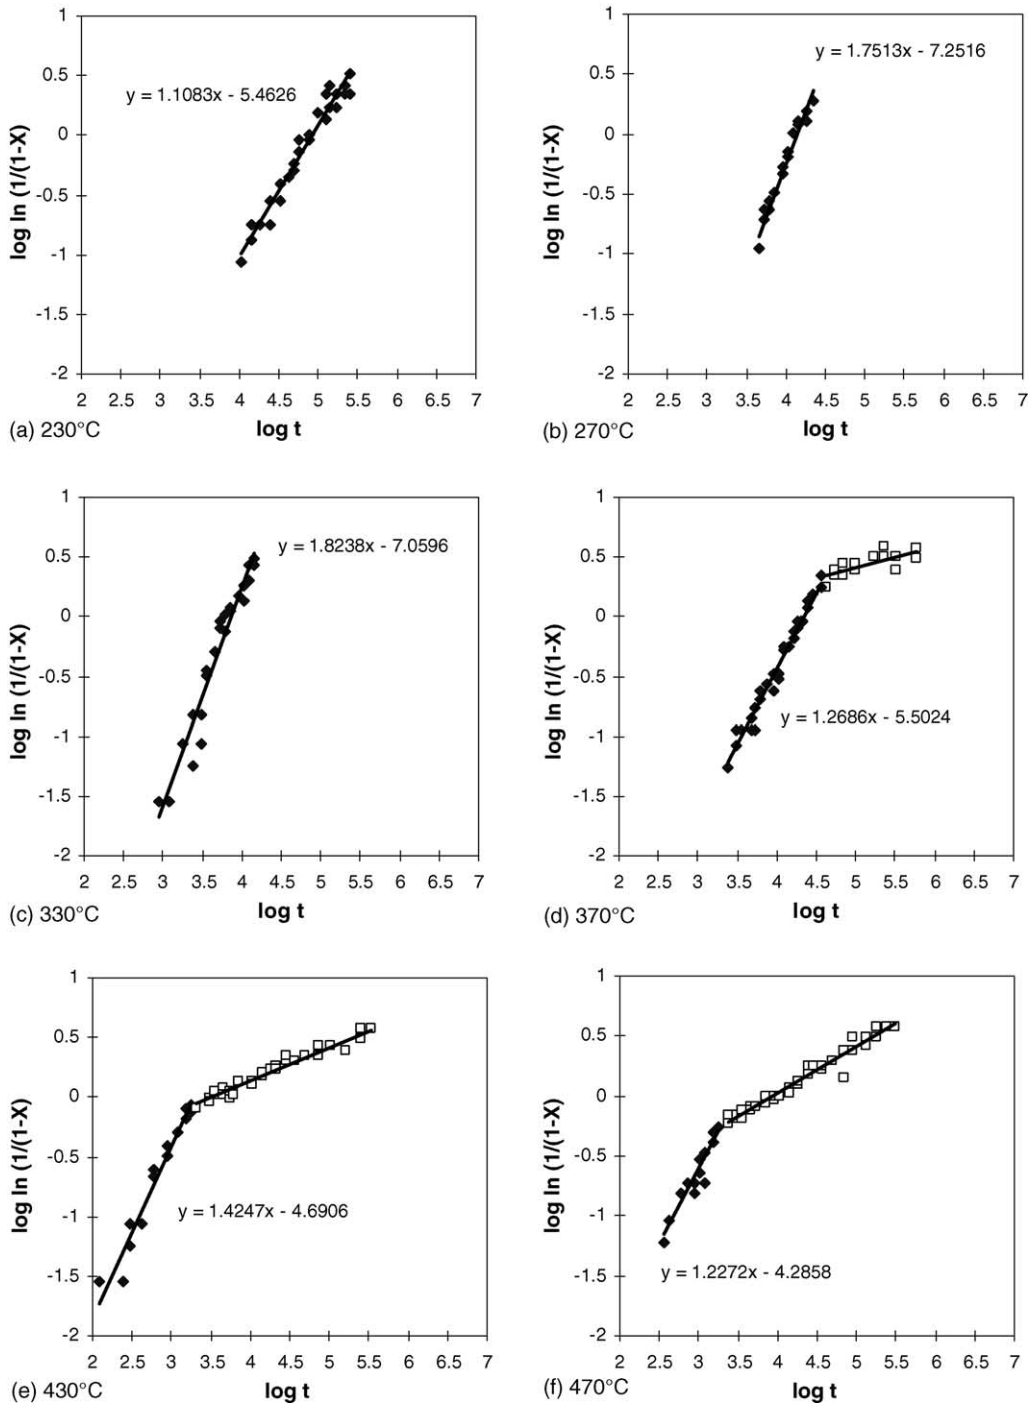 1
0.5
0
-0.5
-1
-1.5
-2
log ln (1/(1-X)
y = 1.1083x - 5.4626
2 2.5 3 3.5 4 4.5 5 5.5 6 6.5 7
(a) 230°C
log t
1
0.5
0
-0.5
-1
-1.5
-2
log ln (1/(1-X)
y = 1.7513x - 7.2516
2 2.5 3 3.5 4 4.5 5 5.5 6 6.5 7
(b) 270°C
log t
1
0.5
0
-0.5
-1
-1.5
-2
log ln (1/(1-X)
y = 1.8238x - 7.0596
2 2.5 3 3.5 4 4.5 5 5.5 6 6.5 7
(c) 330°C
log t
1
0.5
0
-0.5
-1
-1.5
-2
log ln (1/(1-X)
y = 1.2686x - 5.5024
2 2.5 3 3.5 4 4.5 5 5.5 6 6.5 7
(d) 370°C
log t
1
0.5
0
-0.5
-1
-1.5
-2
log ln (1/(1-X)
y = 1.4247x - 4.6906
2 2.5 3 3.5 4 4.5 5 5.5 6 6.5 7
(e) 430°C
log t
1
0.5
0
-0.5
-1
-1.5
-2
log ln (1/(1-X)
y = 1.2272x - 4.2858
2 2.5 3 3.5 4 4.5 5 5.5 6 6.5 7
(f) 470°C
log t